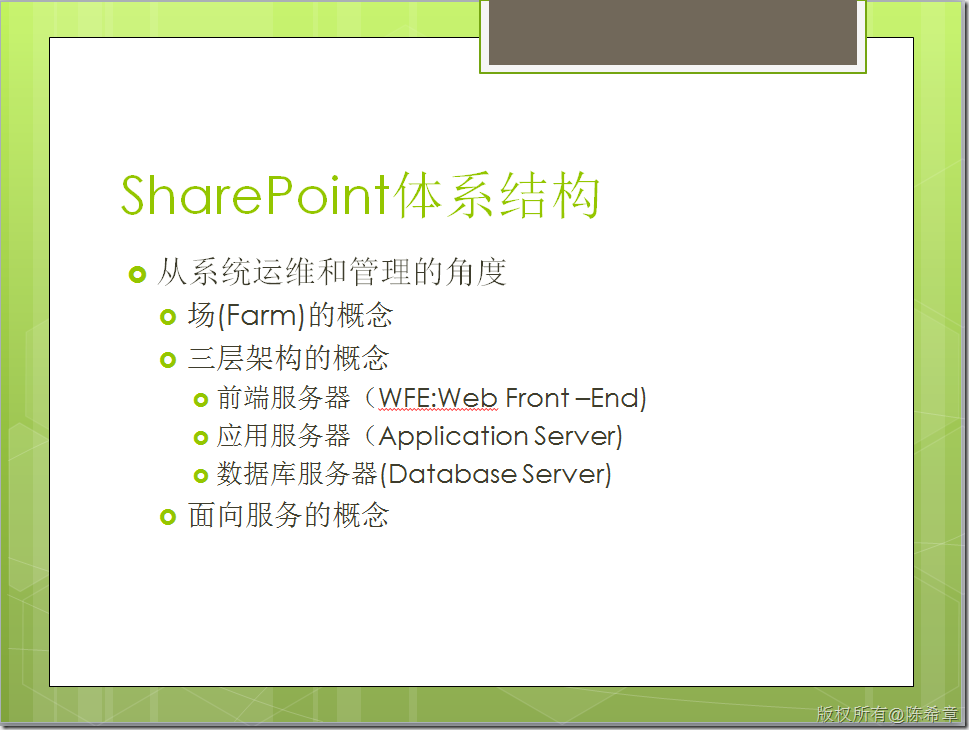 SharePoint体系结构
从系统运维和管理的角度
场(Farm)的概念
三层架构的概念
前端服务器（WFE:Web Front –End)
应用服务器（Application Server)
数据库服务器(Database Server)
面向服务的概念
版权所有@陈希章